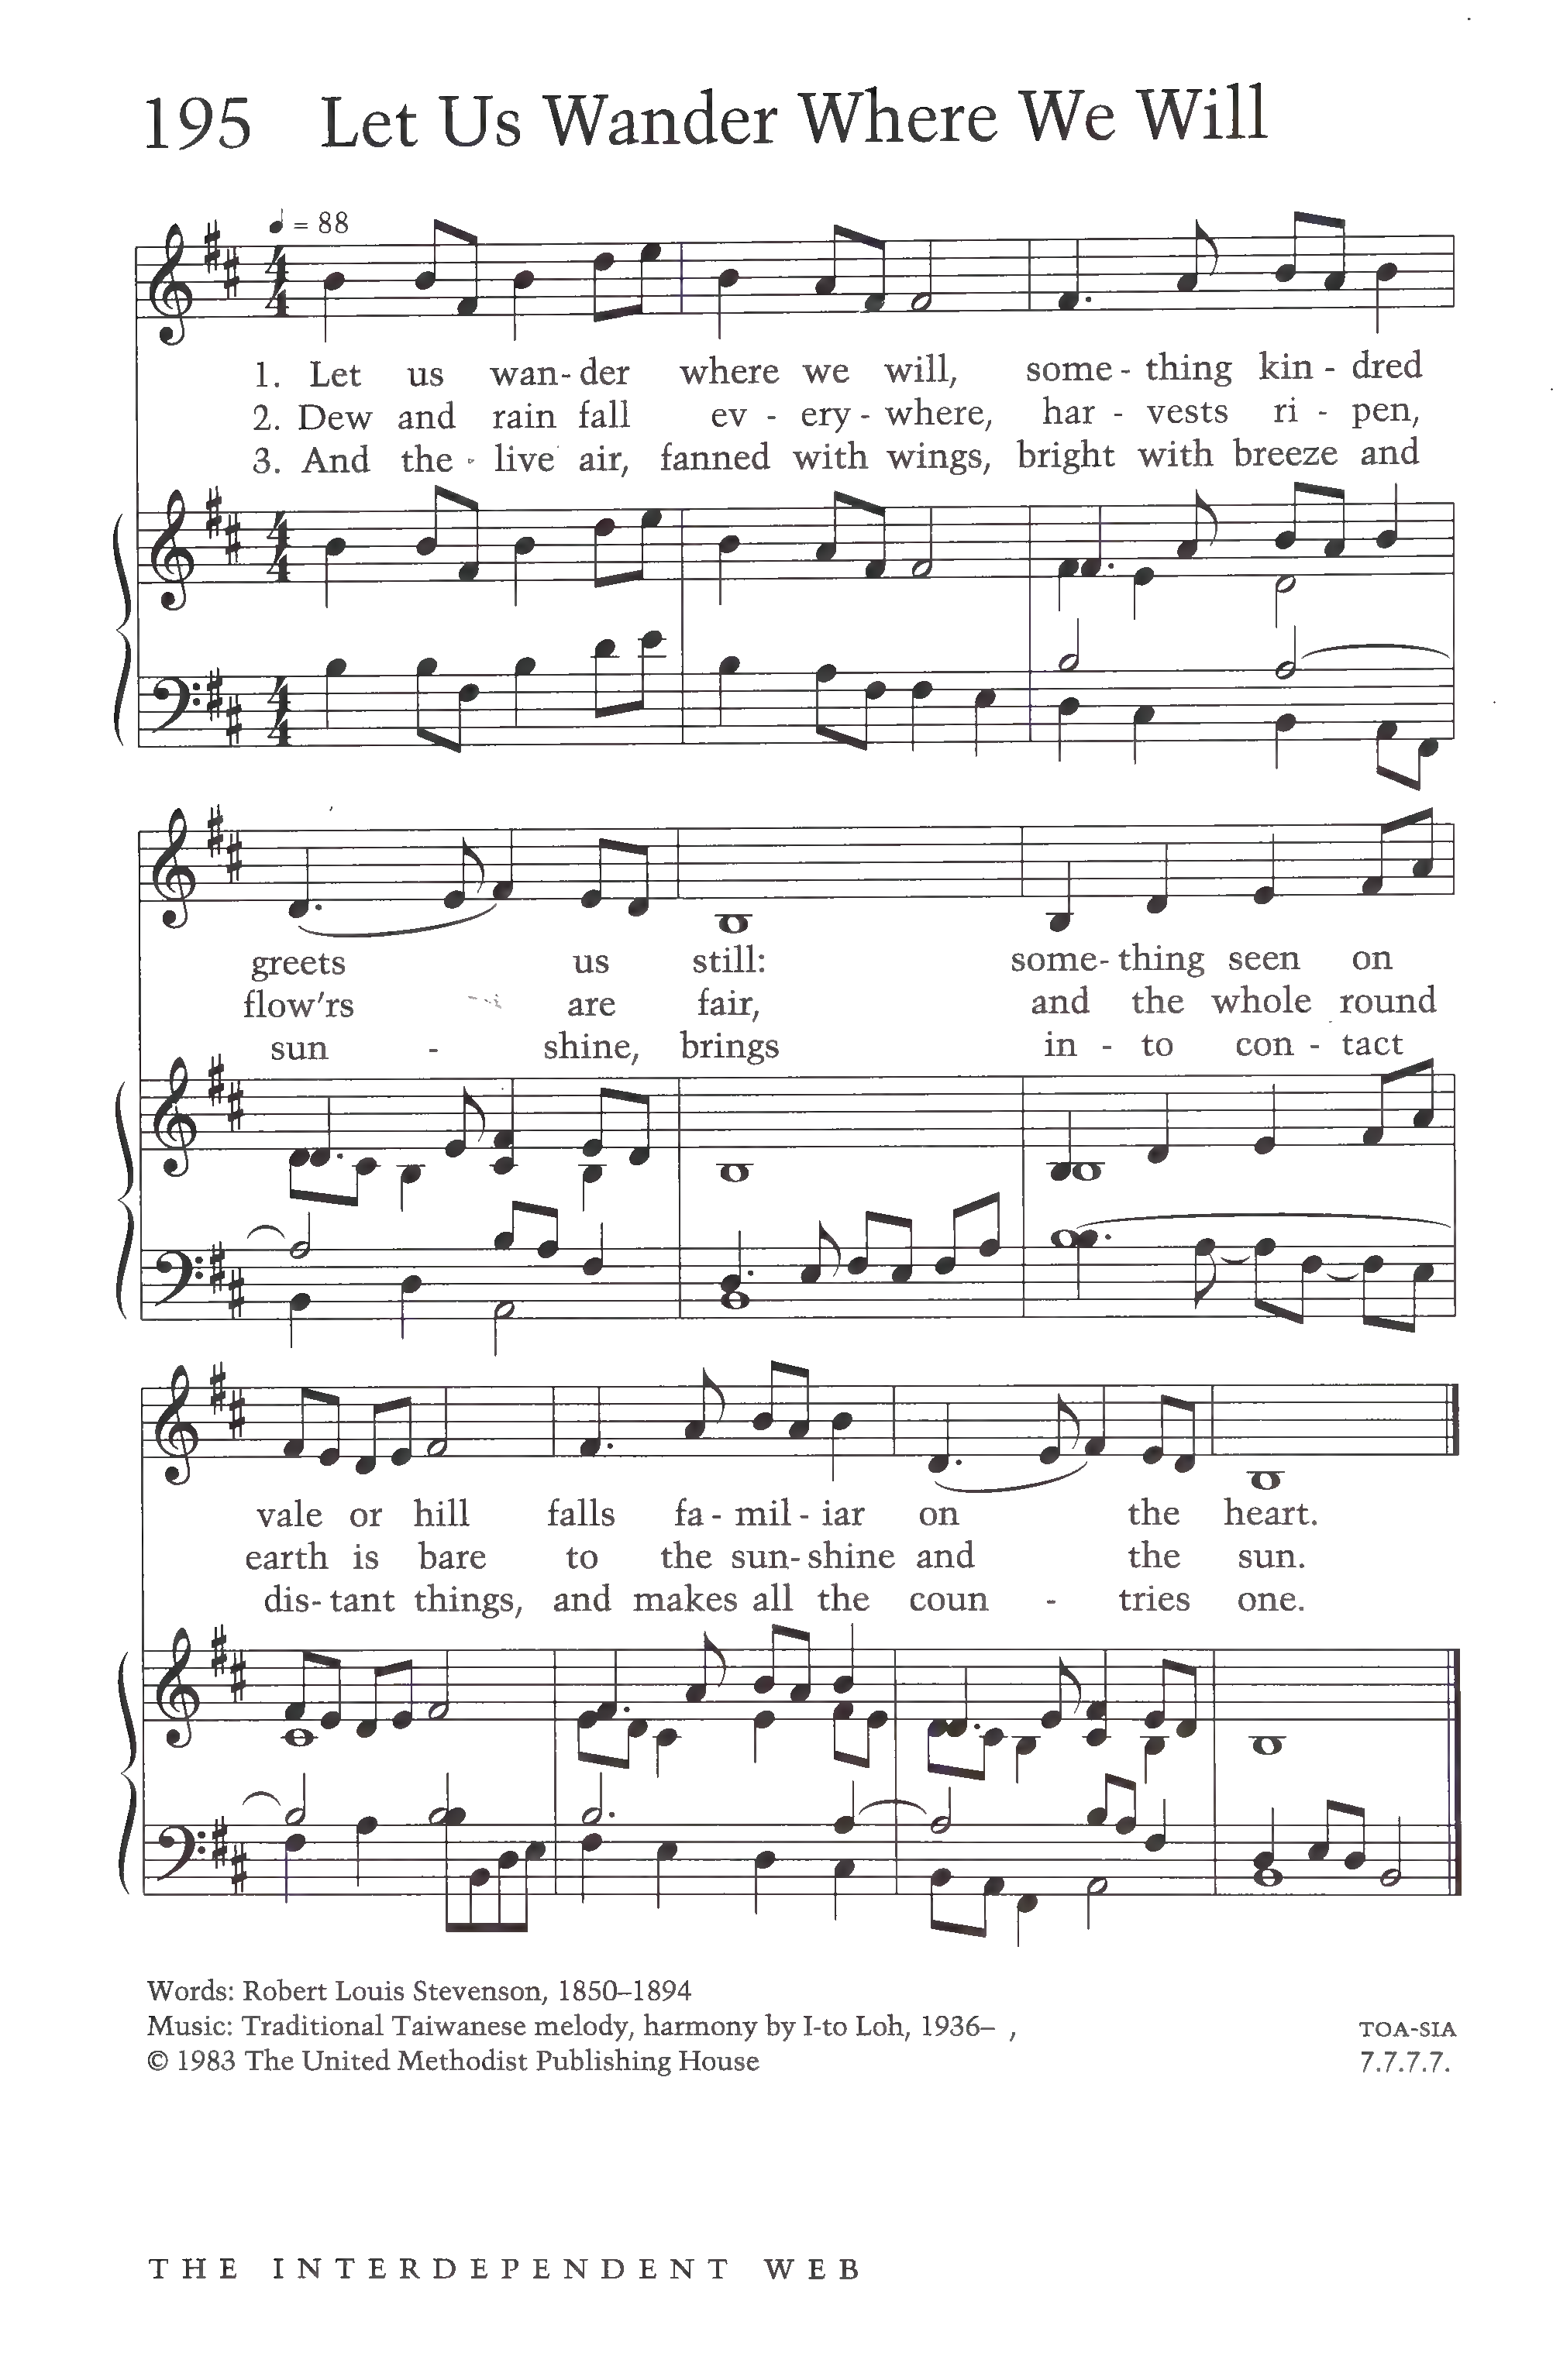 195 Let Us Wander Where We Will
♩ = 88
4/4
1. Let us wan- der where we will, some - thing kin - dred
2. Dew and rain fall ev - ery - where, har - vests ri - pen,
3. And the live air, fanned with wings, bright with breeze and
greets us still: some- thing seen on
flow'rs are fair, and the whole round
sun - shine, brings in - to con - tact
vale or hill falls fa - mil - iar on the heart.
earth is bare to the sun- shine and the sun.
dis- tant things, and makes all the coun - tries one.
Words: Robert Louis Stevenson, 1850–1894
Music: Traditional Taiwanese melody, harmony by I-to Loh, 1936– , TOA-SIA
© 1983 The United Methodist Publishing House 7.7.7.7.
THE INTERDEPENDENT WEB